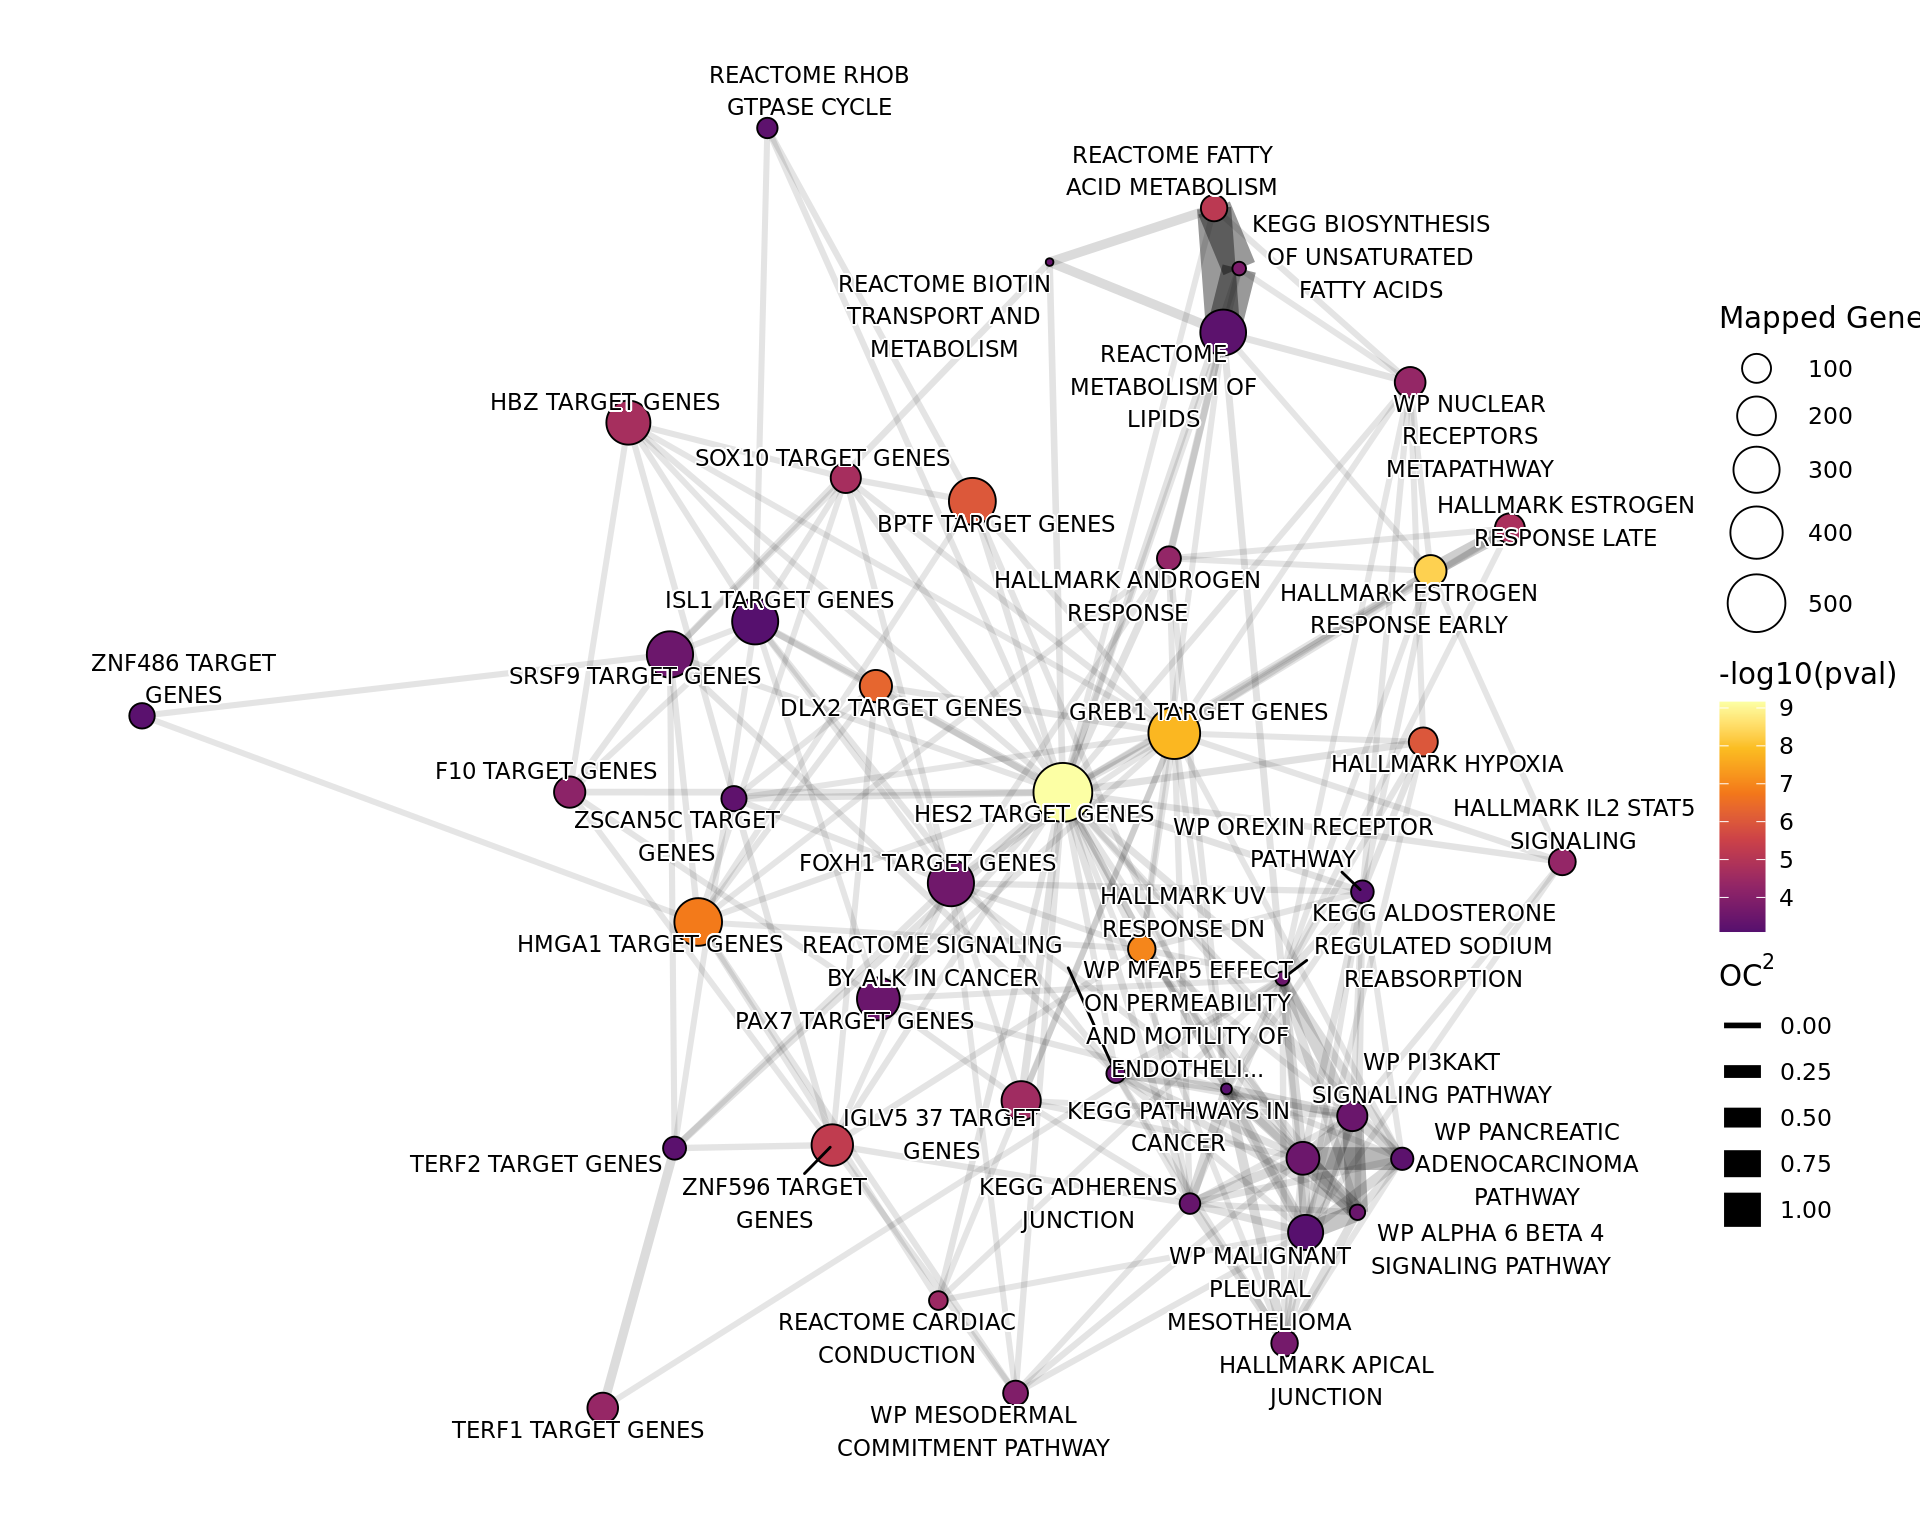 REACTOME RHOB
GTPASE CYCLE
REACTOME FATTY
ACID METABOLISM
KEGG BIOSYNTHESIS
OF UNSATURATED
FATTY ACIDS
REACTOME BIOTIN
TRANSPORT AND
METABOLISM
REACTOME
METABOLISM OF
LIPIDS
HBZ TARGET GENES
WP NUCLEAR
RECEPTORS
METAPATHWAY
SOX10 TARGET GENES
BPTF TARGET GENES
HALLMARK ESTROGEN
RESPONSE LATE
HALLMARK ANDROGEN
RESPONSE
HALLMARK ESTROGEN
RESPONSE EARLY
ISL1 TARGET GENES
ZNF486 TARGET
GENES
SRSF9 TARGET GENES
DLX2 TARGET GENES
GREB1 TARGET GENES
F10 TARGET GENES
HALLMARK HYPOXIA
ZSCAN5C TARGET
GENES
HES2 TARGET GENES
HALLMARK IL2 STAT5
SIGNALING
WP OREXIN RECEPTOR
PATHWAY
FOXH1 TARGET GENES
HALLMARK UV
RESPONSE DN
KEGG ALDOSTERONE
REGULATED SODIUM
REABSORPTION
HMGA1 TARGET GENES
REACTOME SIGNALING
BY ALK IN CANCER
WP MFAP5 EFFECT
ON PERMEABILITY
AND MOTILITY OF
ENDOTHELI...
PAX7 TARGET GENES
WP PI3KAKT
SIGNALING PATHWAY
IGLV5 37 TARGET
GENES
KEGG PATHWAYS IN
CANCER
WP PANCREATIC
ADENOCARCINOMA
PATHWAY
TERF2 TARGET GENES
ZNF596 TARGET
GENES
KEGG ADHERENS
JUNCTION
WP ALPHA 6 BETA 4
SIGNALING PATHWAY
WP MALIGNANT
PLEURAL
MESOTHELIOMA
REACTOME CARDIAC
CONDUCTION
HALLMARK APICAL
JUNCTION
TERF1 TARGET GENES
WP MESODERMAL
COMMITMENT PATHWAY
Mapped Gene
100
200
300
400
500
-log10(pval)
9
8
7
6
5
4
OC2
0.00
0.25
0.50
0.75
1.00